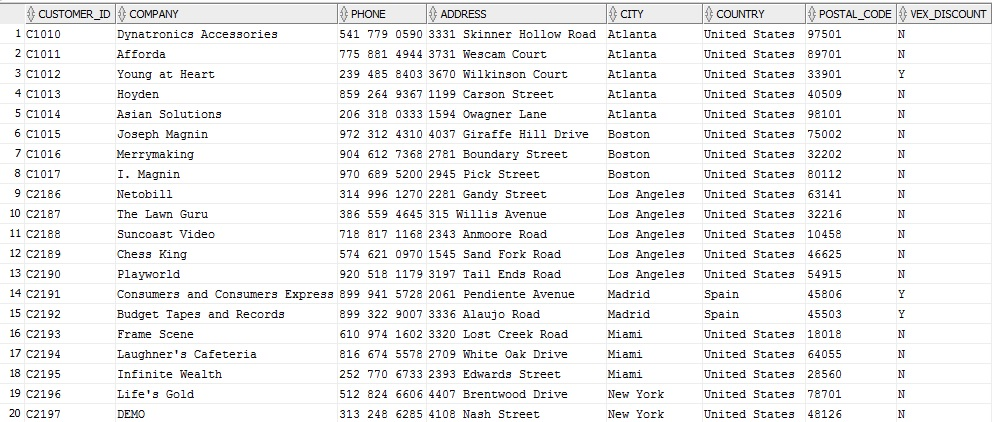 CUSTOMER_ID COMPANY PHONE ADDRESS CITY COUNTRY POSTAL_CODE VEX_DISCOUNT
1 C1010 Dynatronics Accessories 541 779 0590 3331 Skinner Hollow Road Atlanta United States 97501 N
2 C1011 Afforda 775 881 4944 3731 Wescam Court Atlanta United States 89701 N
3 C1012 Young at Heart 239 485 8403 3670 Wilkinson Court Atlanta United States 33901 Y
4 C1013 Hoyden 859 264 9367 1199 Carson Street Atlanta United States 40509 N
5 C1014 Asian Solutions 206 318 0333 1594 Owagner Lane Atlanta United States 98101 N
6 C1015 Joseph Magnin 972 312 4310 4037 Giraffe Hill Drive Boston United States 75002 N
7 C1016 Merrymaking 904 612 7368 2781 Boundary Street Boston United States 32202 N
8 C1017 I. Magnin 970 689 5200 2945 Pick Street Boston United States 80112 N
9 C2186 Netobill 314 996 1270 2281 Gandy Street Los Angeles United States 63141 N
10 C2187 The Lawn Guru 386 559 4645 315 Willis Avenue Los Angeles United States 32216 N
11 C2188 Suncoast Video 718 817 1168 2343 Anmoore Road Los Angeles United States 10458 N
12 C2189 Chess King 574 621 0970 1545 Sand Fork Road Los Angeles United States 46625 N
13 C2190 Playworld 920 518 1179 3197 Tail Ends Road Los Angeles United States 54915 N
14 C2191 Consumers and Consumers Express 899 941 5728 2061 Pendiente Avenue Madrid Spain 45806 Y
15 C2192 Budget Tapes and Records 899 322 9007 3336 Alaujo Road Madrid Spain 45503 Y
16 C2193 Frame Scene 610 974 1602 3320 Lost Creek Road Miami United States 18018 N
17 C2194 Laughner's Cafeteria 816 674 5578 2709 White Oak Drive Miami United States 64055 N
18 C2195 Infinite Wealth 252 770 6733 2393 Edwards Street Miami United States 28560 N
19 C2196 Life's Gold 512 824 6606 4407 Brentwood Drive New York United States 78701 N
20 C2197 DEMO 313 248 6285 4108 Nash Street New York United States 48126 N